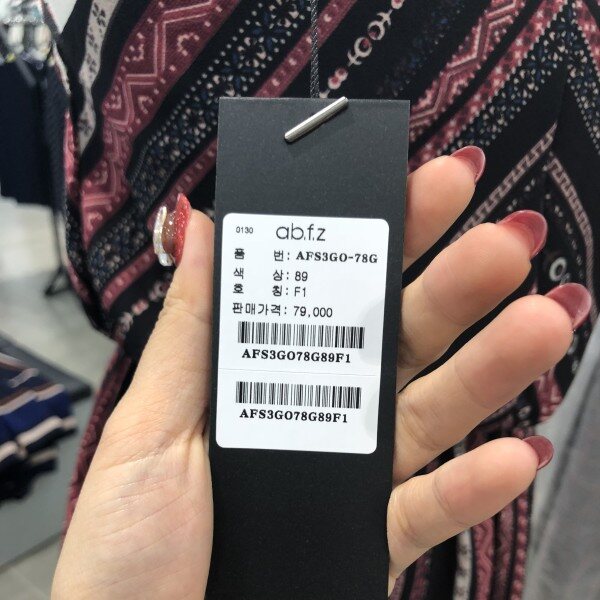 0130 ab.f.z
품 번: AFS3GO-78G
색 상: 89
호 칭: F1
판매가격: 79,000
AFS3GO78G89F1
AFS3GO78G89F1